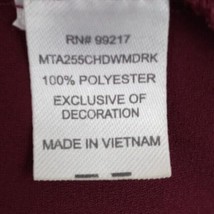 RN# 99217
MTA255CHDWMDRK
100% POLYESTER
EXCLUSIVE OF
DECORATION
MADE IN VIETNAM